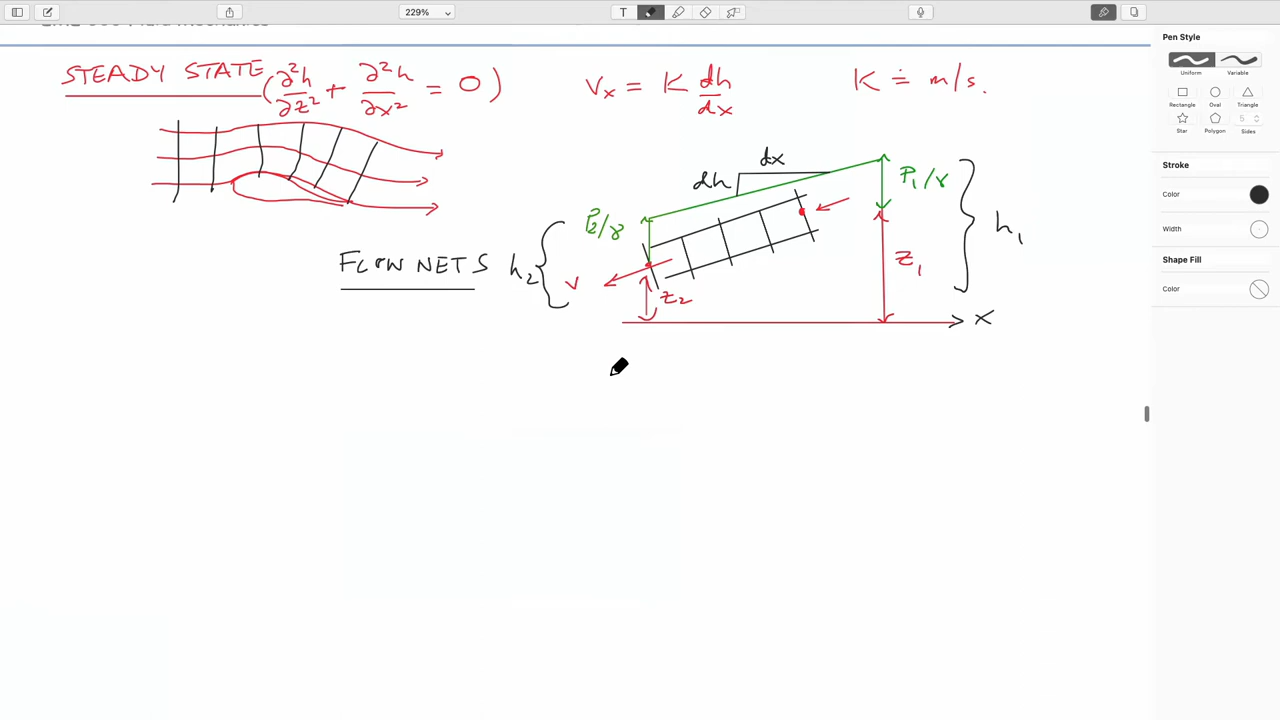 229%
T
Pen Style
Uniform Variable
Rectangle Oval Triangle
5
Star Polygon Sides
Stroke
Color
Width
Shape Fill
Color
STEADY STATE (∂²h/∂z² + ∂²h/∂x² = 0)
vx = K dh/dx
K ≐ m/s.
dx
dh
P1/γ
P2/γ
h1
FLOW NETS
h2
v
z1
z2
x